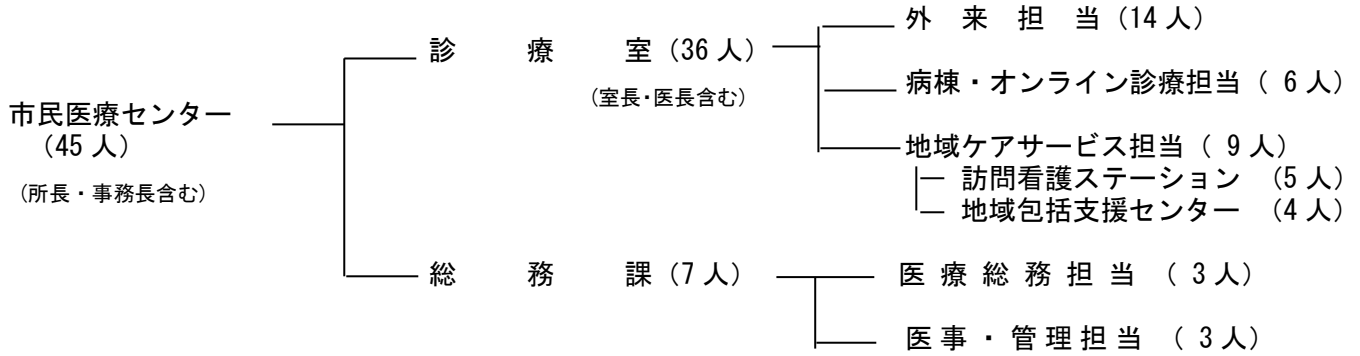 外来担当（14人）
診療室（36人）
（室長・医長含む）
病棟・オンライン診療担当（6人）
市民医療センター
（45人）
（所長・事務長含む）
地域ケアサービス担当（9人）
訪問看護ステーション（5人）
地域包括支援センター（4人）
総務課（7人）
医療総務担当（3人）
医事・管理担当（3人）